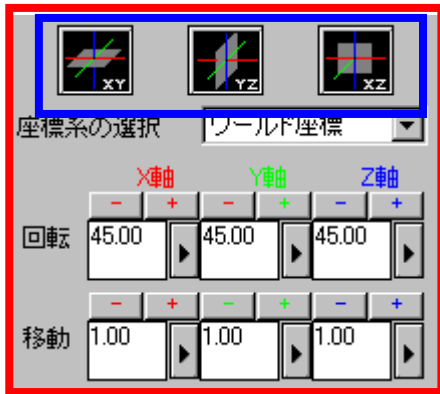 XY YZ XZ
座標系の選択 ワールド座標
X軸 Y軸 Z軸
- + - + - +
回転 45.00 45.00 45.00
- + - + - +
移動 1.00 1.00 1.00